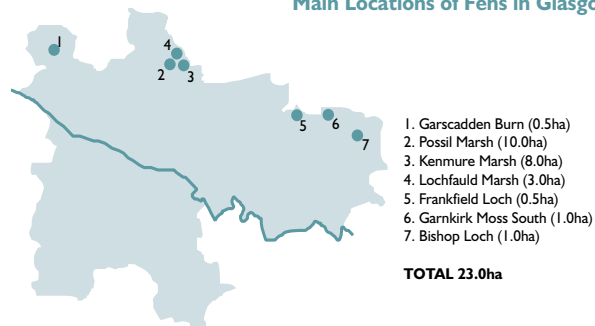 Main Locations of Fens in
1
4
2
3
5
6
7
1. Garscadden Burn (0.5ha)
2. Possil Marsh (10.0ha)
3. Kenmure Marsh (8.0ha)
4. Lochfauld Marsh (3.0ha)
5. Frankfield Loch (0.5ha)
6. Garnkirk Moss South (1.0ha)
7. Bishop Loch (1.0ha)
TOTAL 23.0ha